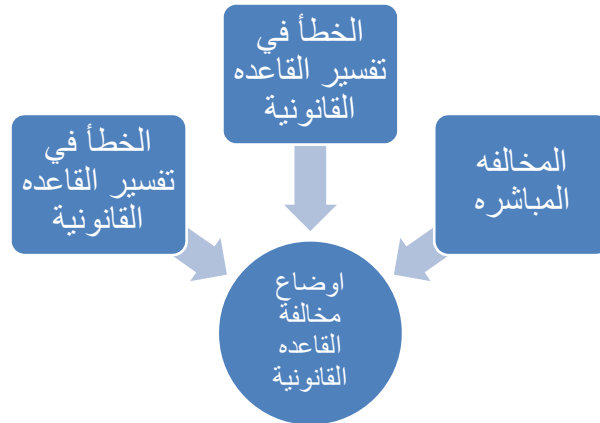 الخطأ في
تفسير القاعده
القانونية
المخالفه
المباشره
الخطأ في
تفسير القاعده
القانونية
اوضاع
مخالفة
القاعده
القانونية